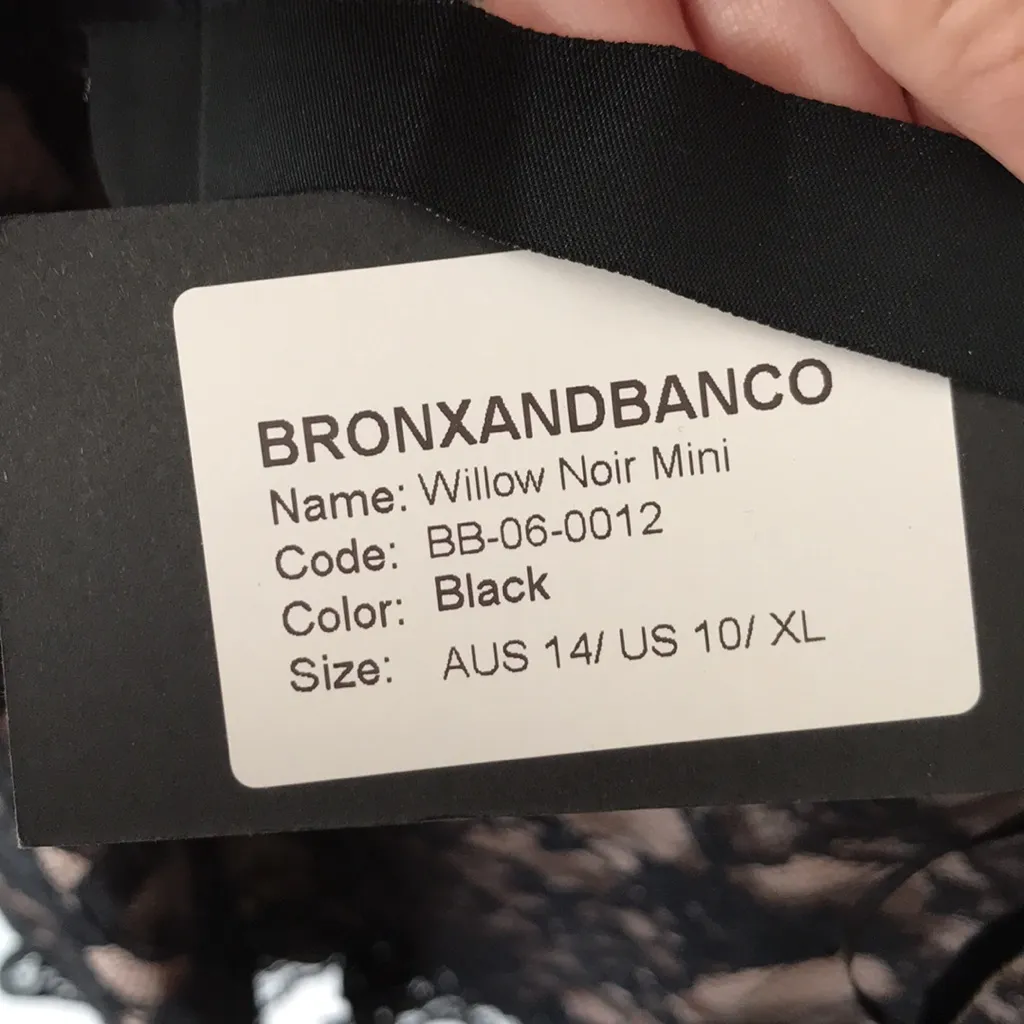 BRONXANDBANCO
Name: Willow Noir Mini
Code: BB-06-0012
Color: Black
Size: AUS 14/ US 10/ XL